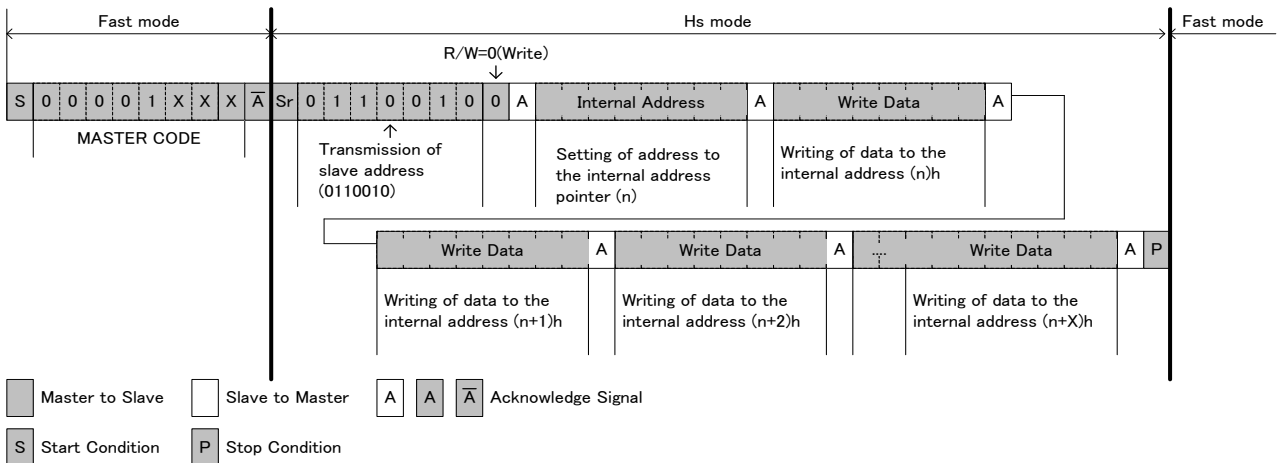 Fast mode Hs mode Fast mode
R/W=0(Write)
S 0 0 0 0 1 X X X A̅ Sr 0 1 1 0 0 1 0 0 A Internal Address A Write Data A
MASTER CODE
Transmission of
slave address
(0110010)
Setting of address to
the internal address
pointer (n)
Writing of data to the
internal address (n)h
Write Data A Write Data A .... Write Data A P
Writing of data to the
internal address (n+1)h
Writing of data to the
internal address (n+2)h
Writing of data to the
internal address (n+X)h
Master to Slave Slave to Master A A A̅ Acknowledge Signal
S Start Condition P Stop Condition